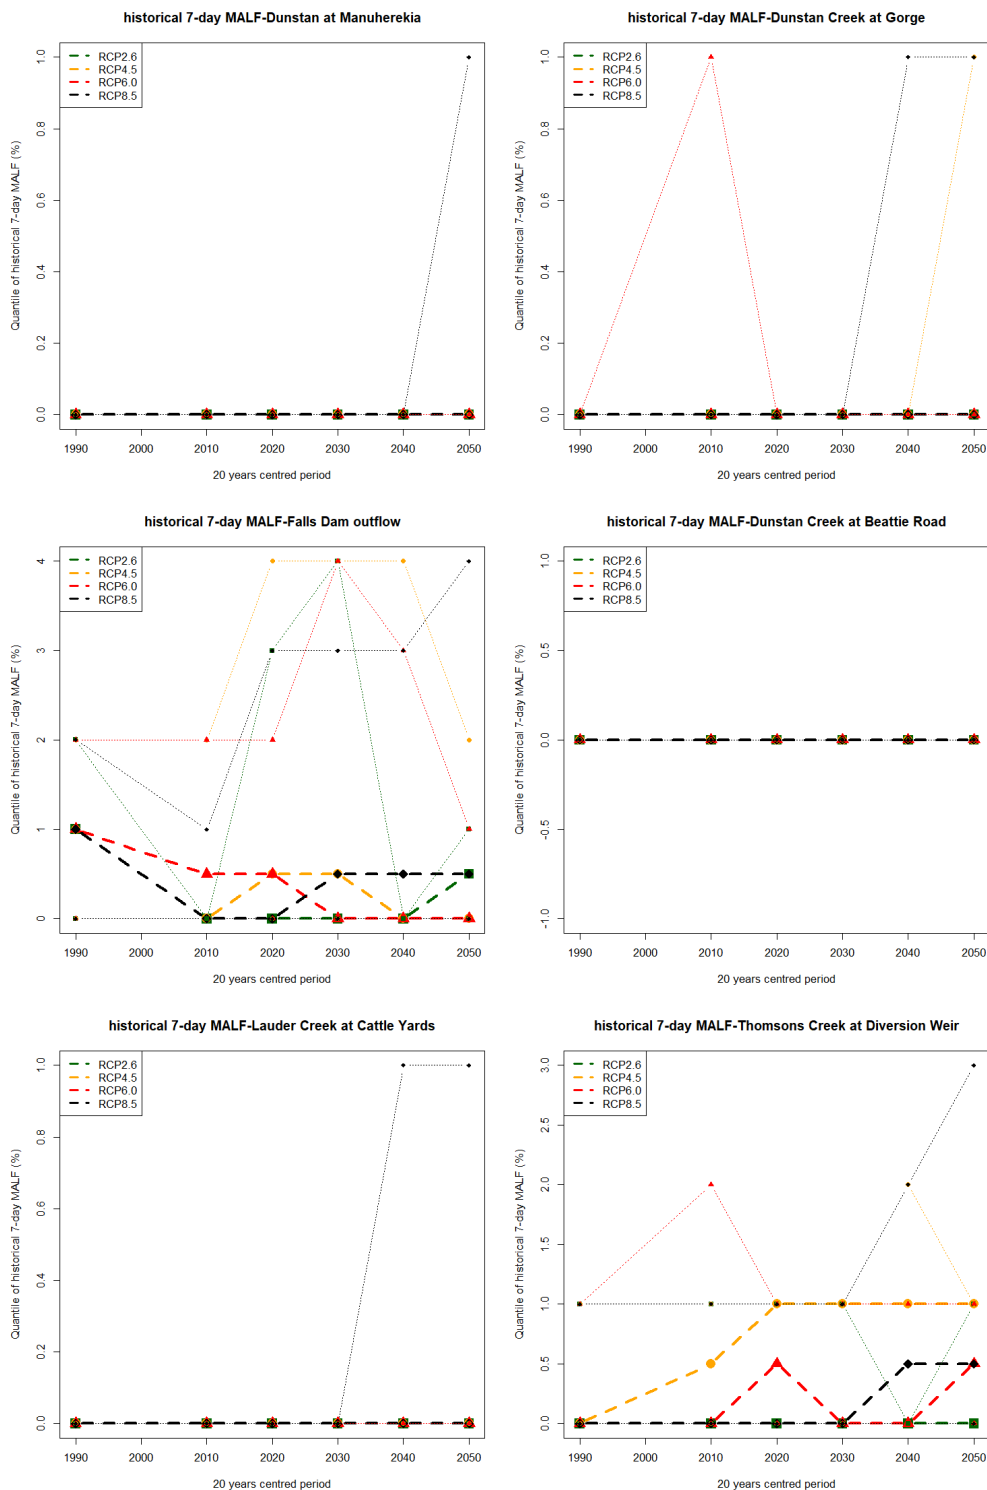 historical 7-day MALF-Dunstan at Manuherekia
RCP2.6
RCP4.5
RCP6.0
RCP8.5
Quantile of historical 7-day MALF (%)
1.0
0.8
0.6
0.4
0.2
0.0
1990 2000 2010 2020 2030 2040 2050
20 years centred period
historical 7-day MALF-Dunstan Creek at Gorge
RCP2.6
RCP4.5
RCP6.0
RCP8.5
Quantile of historical 7-day MALF (%)
1.0
0.8
0.6
0.4
0.2
0.0
1990 2000 2010 2020 2030 2040 2050
20 years centred period
historical 7-day MALF-Falls Dam outflow
RCP2.6
RCP4.5
RCP6.0
RCP8.5
Quantile of historical 7-day MALF (%)
4
3
2
1
0
1990 2000 2010 2020 2030 2040 2050
20 years centred period
historical 7-day MALF-Dunstan Creek at Beattie Road
RCP2.6
RCP4.5
RCP6.0
RCP8.5
Quantile of historical 7-day MALF (%)
1.0
0.5
0.0
-0.5
-1.0
1990 2000 2010 2020 2030 2040 2050
20 years centred period
historical 7-day MALF-Lauder Creek at Cattle Yards
RCP2.6
RCP4.5
RCP6.0
RCP8.5
Quantile of historical 7-day MALF (%)
1.0
0.8
0.6
0.4
0.2
0.0
1990 2000 2010 2020 2030 2040 2050
20 years centred period
historical 7-day MALF-Thomsons Creek at Diversion Weir
RCP2.6
RCP4.5
RCP6.0
RCP8.5
Quantile of historical 7-day MALF (%)
3.0
2.5
2.0
1.5
1.0
0.5
0.0
1990 2000 2010 2020 2030 2040 2050
20 years centred period